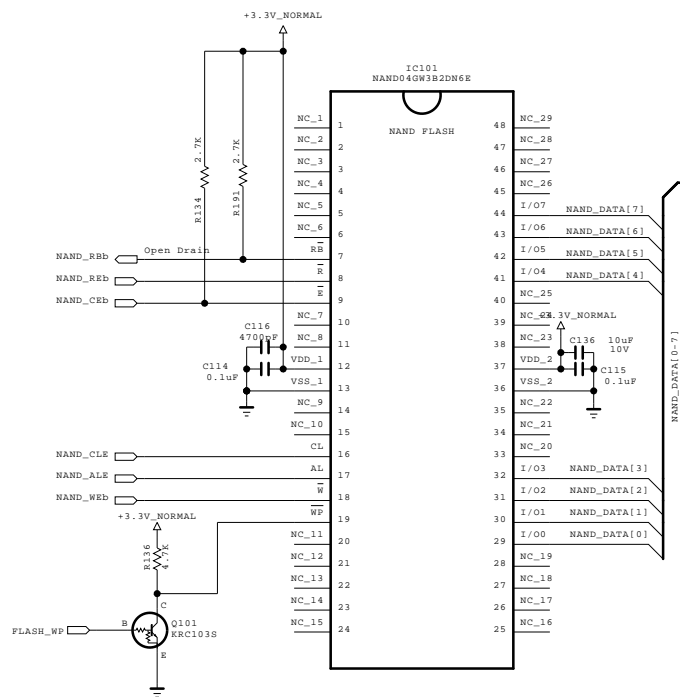 +3.3V_NORMAL
IC101
NAND04GW3B2DN6E
NAND FLASH
2.7K
R134
2.7K
R191
NC_1 1
NC_2 2
NC_3 3
NC_4 4
NC_5 5
NC_6 6
NAND_RBb Open Drain RB 7
NAND_REb R 8
NAND_CEb E 9
NC_7 10
NC_8 11
C116
4700pF
C114
0.1uF
VDD_1 12
VSS_1 13
NC_9 14
NC_10 15
NAND_CLE CL 16
NAND_ALE AL 17
NAND_WEb W 18
WP 19
NC_11 20
NC_12 21
NC_13 22
NC_14 23
NC_15 24
+3.3V_NORMAL
R136
4.7K
C
Q101
KRC103S
FLASH_WP B
E
48 NC_29
47 NC_28
46 NC_27
45 NC_26
44 I/O7 NAND_DATA[7]
43 I/O6 NAND_DATA[6]
42 I/O5 NAND_DATA[5]
41 I/O4 NAND_DATA[4]
40 NC_25
39 NC_24
+3.3V_NORMAL
38 NC_23
37 VDD_2
C136 10uF
10V
C115
0.1uF
36 VSS_2
35 NC_22
34 NC_21
33 NC_20
32 I/O3 NAND_DATA[3]
31 I/O2 NAND_DATA[2]
30 I/O1 NAND_DATA[1]
29 I/O0 NAND_DATA[0]
28 NC_19
27 NC_18
26 NC_17
25 NC_16
NAND_DATA[0-7]